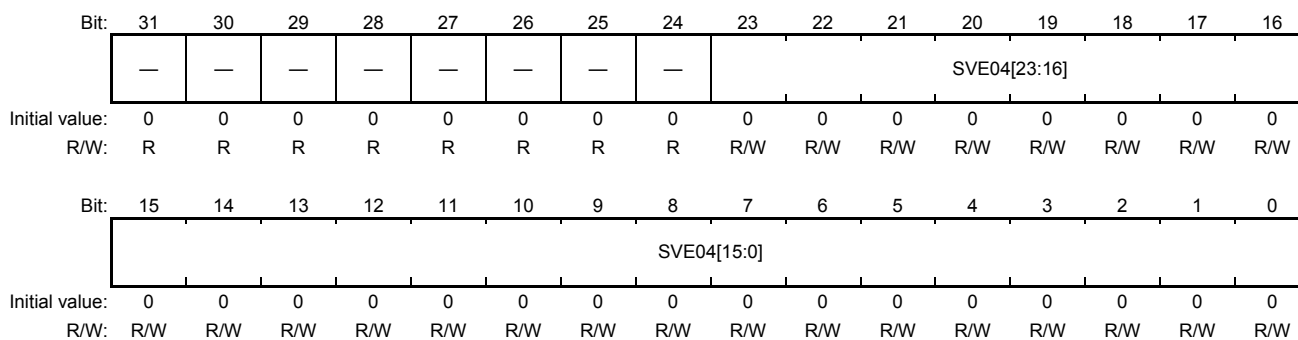 Bit: 31 30 29 28 27 26 25 24 23 22 21 20 19 18 17 16
— — — — — — — — SVE04[23:16]
Initial value: 0 0 0 0 0 0 0 0 0 0 0 0 0 0 0 0
R/W: R R R R R R R R R/W R/W R/W R/W R/W R/W R/W R/W
Bit: 15 14 13 12 11 10 9 8 7 6 5 4 3 2 1 0
SVE04[15:0]
Initial value: 0 0 0 0 0 0 0 0 0 0 0 0 0 0 0 0
R/W: R/W R/W R/W R/W R/W R/W R/W R/W R/W R/W R/W R/W R/W R/W R/W R/W